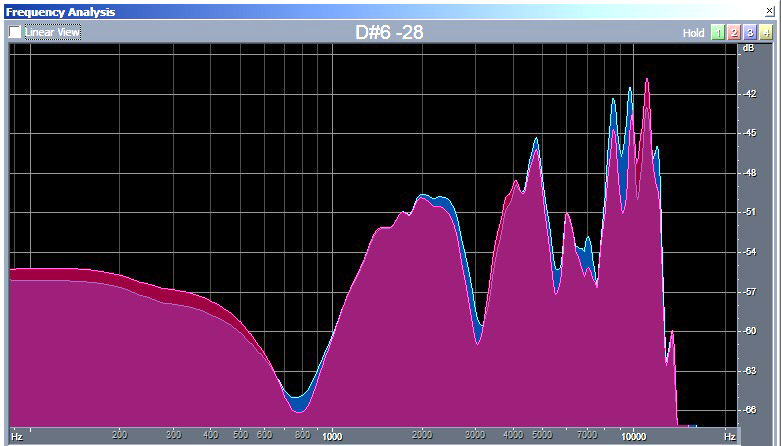 Frequency Analysis
Linear View
D#6 -28
Hold 1 2 3 4
dB
-42
-45
-48
-51
-54
-57
-60
-63
-66
Hz 200 300 400 500 600 800 1000 2000 3000 4000 5000 7000 10000 Hz